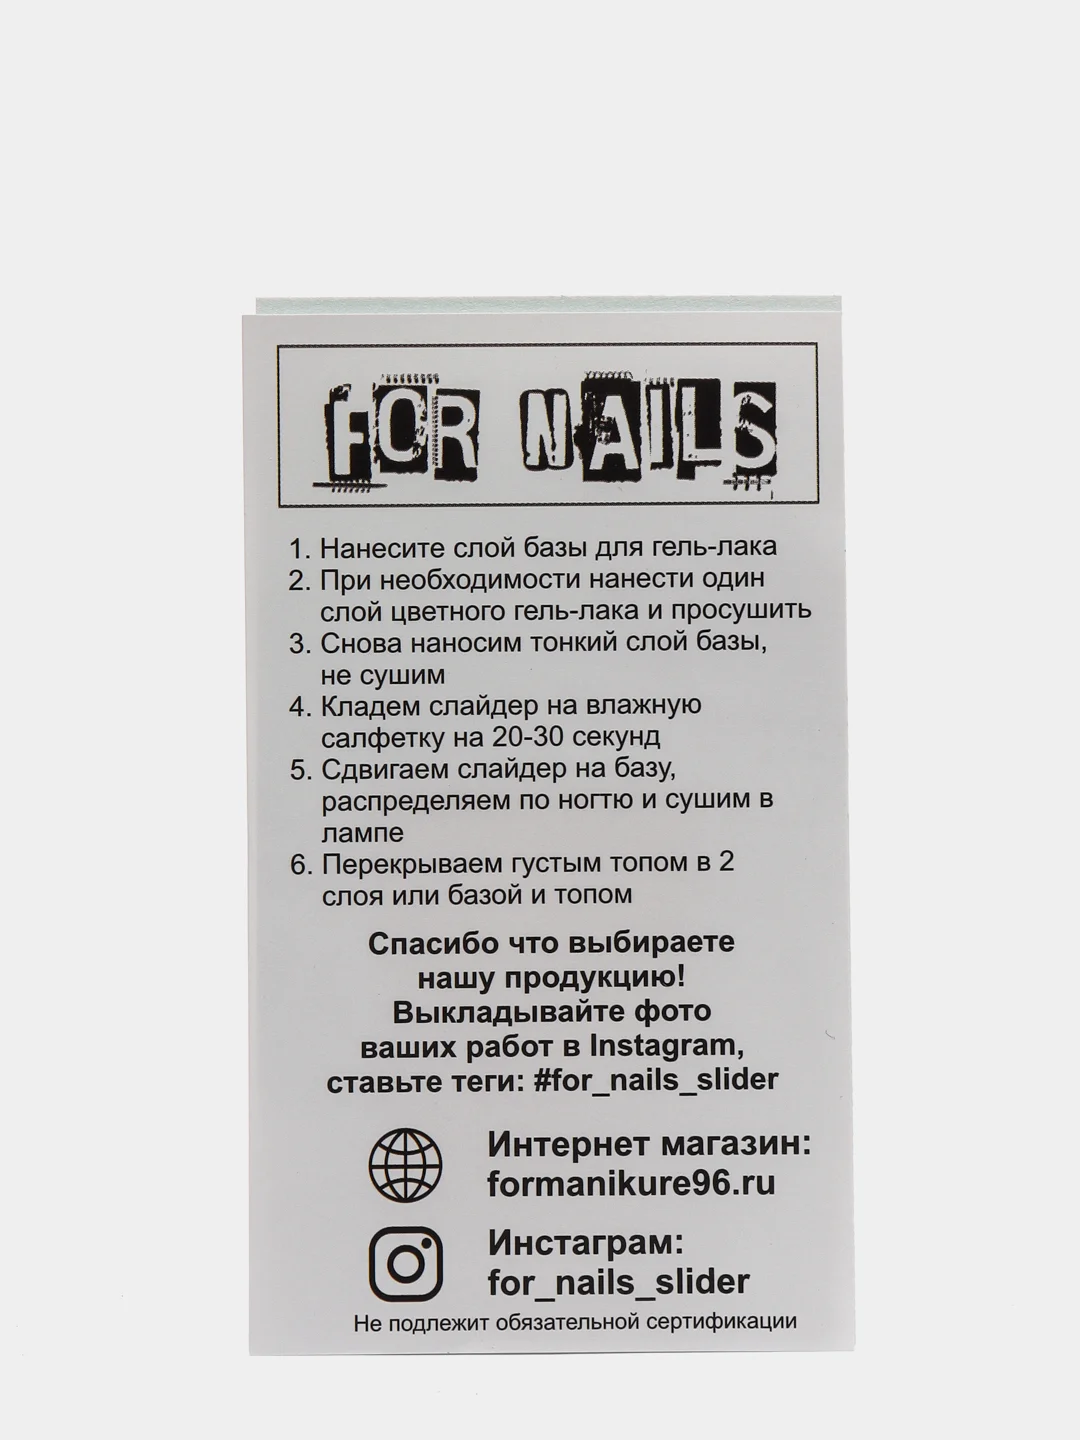 FOR NAILS
1. Нанесите слой базы для гель-лака
2. При необходимости нанести один
слой цветного гель-лака и просушить
3. Снова наносим тонкий слой базы,
не сушим
4. Кладем слайдер на влажную
салфетку на 20-30 секунд
5. Сдвигаем слайдер на базу,
распределяем по ногтю и сушим в
лампе
6. Перекрываем густым топом в 2
слоя или базой и топом
Спасибо что выбираете
нашу продукцию!
Выкладывайте фото
ваших работ в Instagram,
ставьте теги: #for_nails_slider
Интернет магазин:
formanikure96.ru
Инстаграм:
for_nails_slider
Не подлежит обязательной сертификации